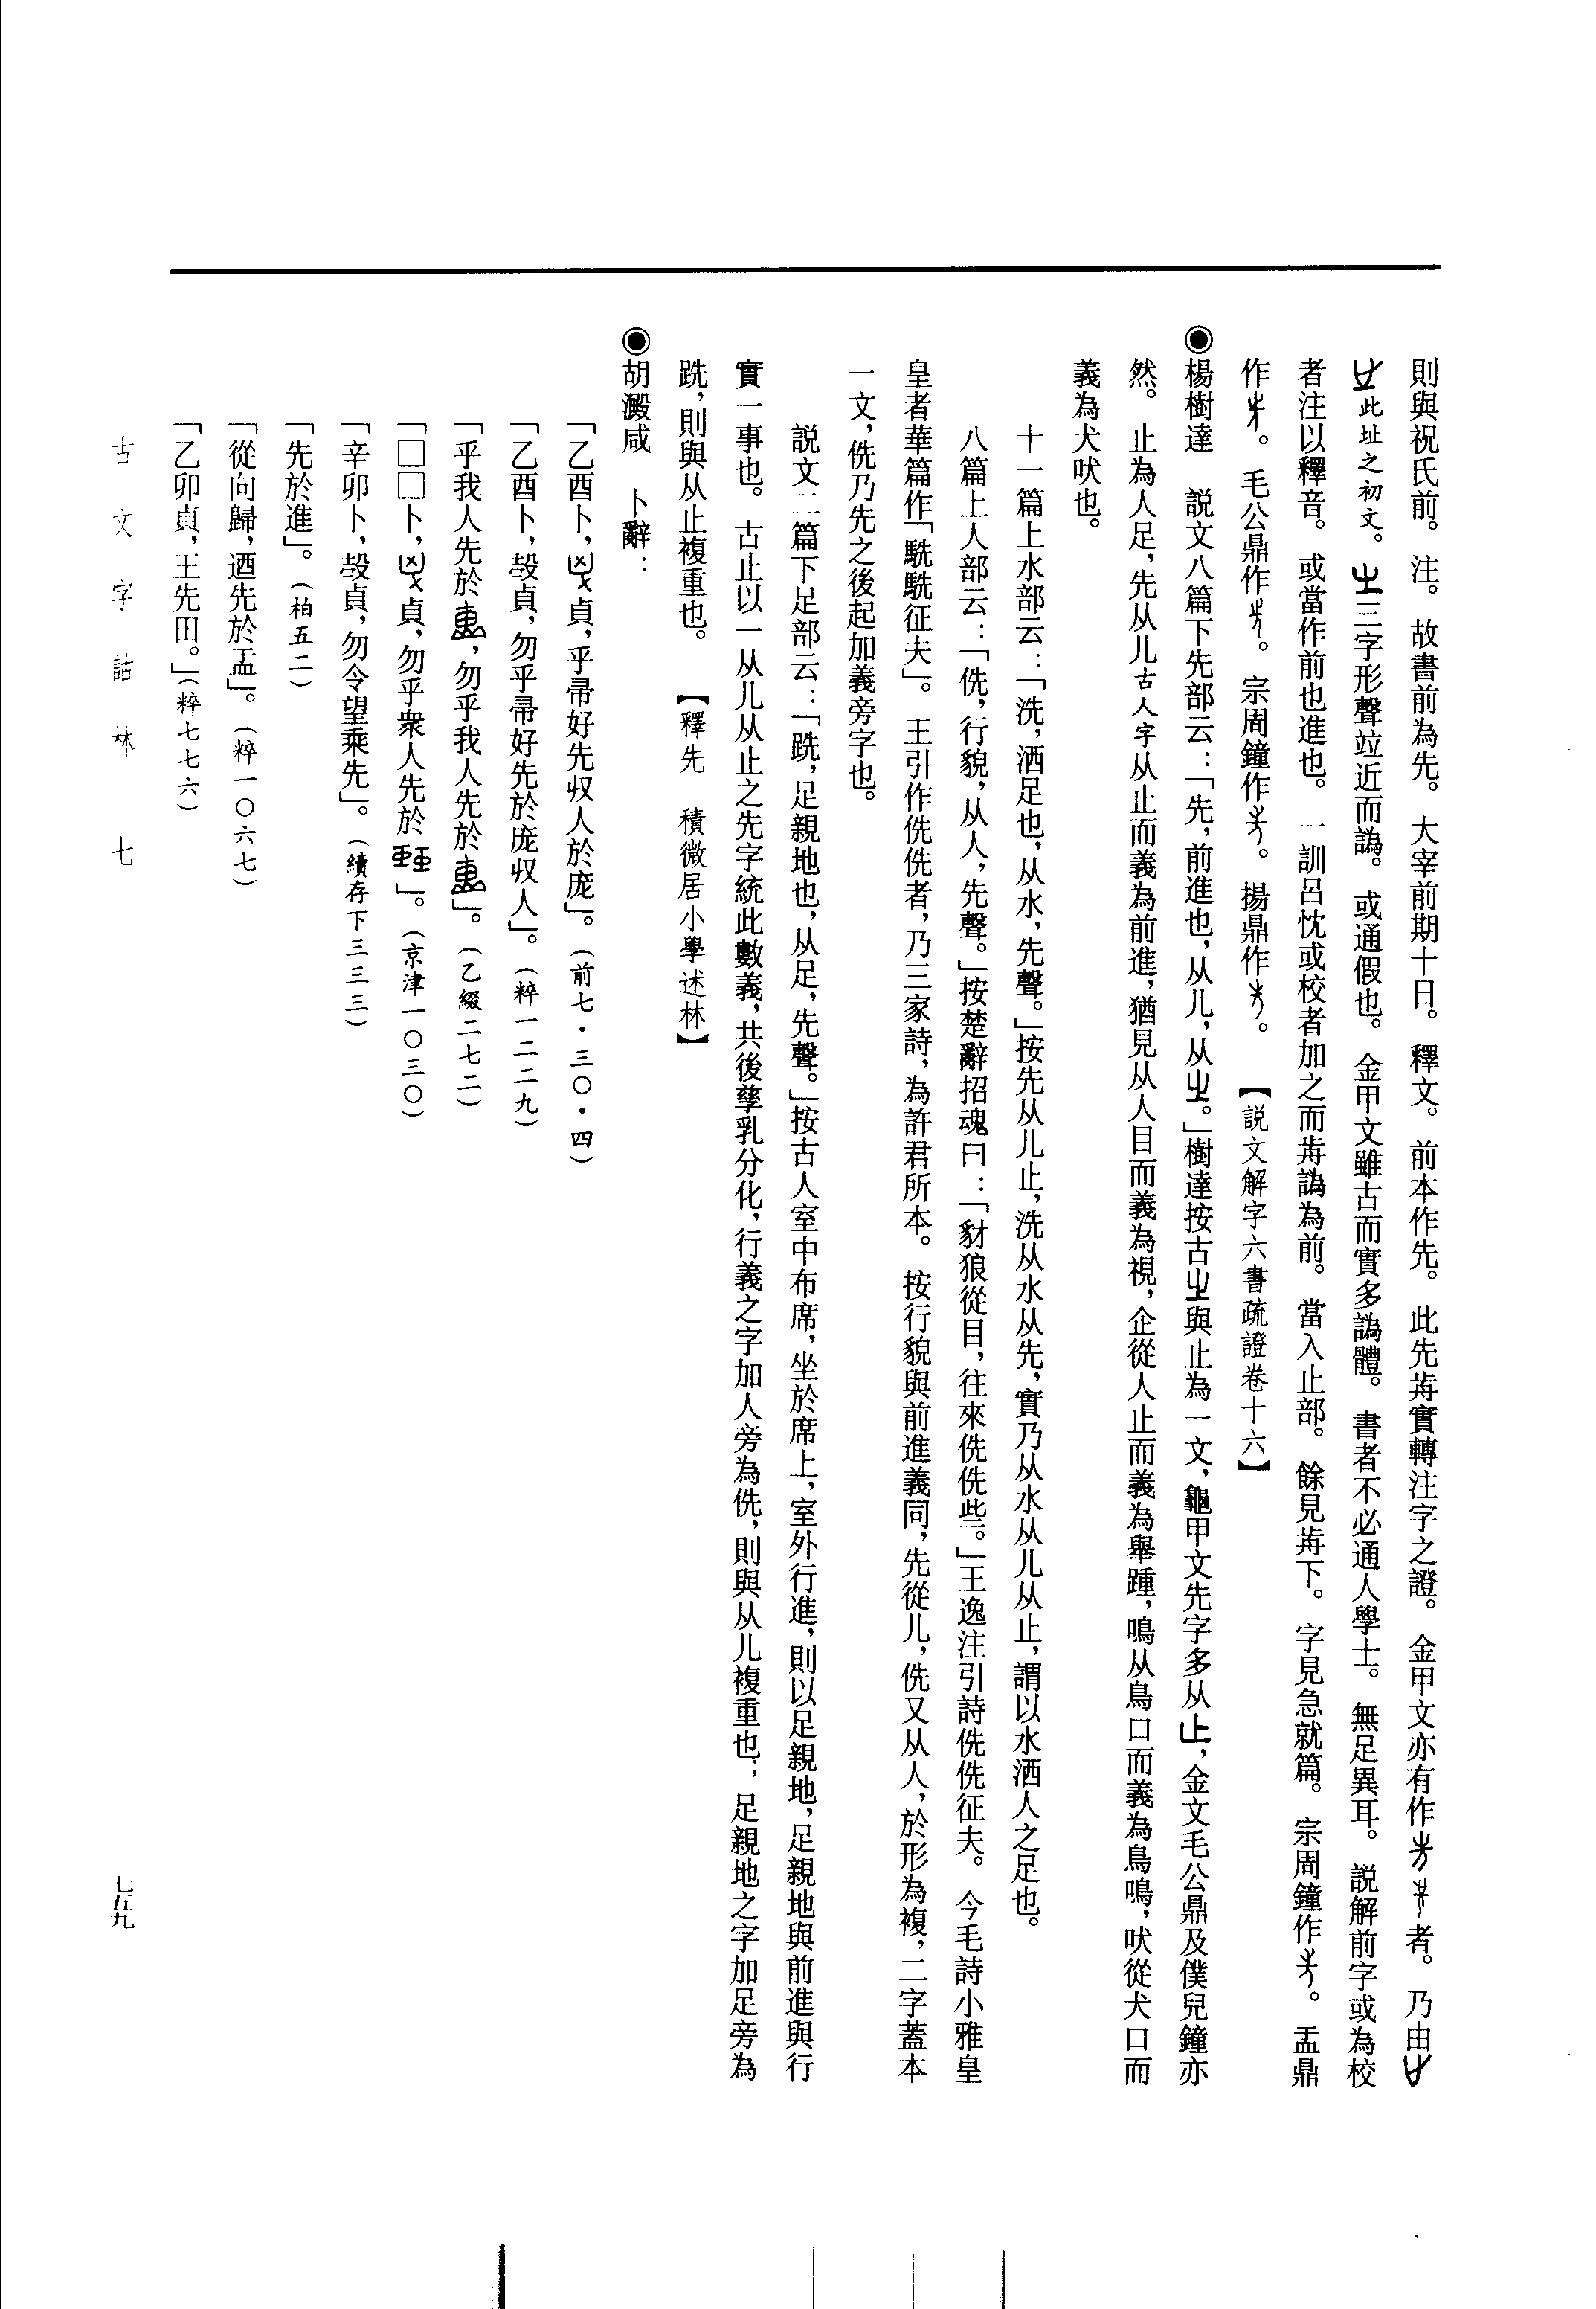 則與祝氏前。注。故書前為先。大宰前期十日。釋文。前本作先。此先歬實轉注字之證。金甲文亦有作者。乃由
此址之初文。㞢三字形聲竝近而譌。或通假也。金甲文雖古而實多譌體。書者不必通人學士。無足異耳。説解前字或為校
者注以釋音。或當作前也進也。一訓呂忱或校者加之而歬譌為前。當入止部。餘見歬下。字見急就篇。宗周鐘作。盂鼎
作。毛公鼎作。宗周鐘作。揚鼎作。【説文解字六書疏證卷十六】
◉楊樹達 説文八篇下先部云：「先，前進也，从儿，从㞢。」樹達按古㞢與止為一文，龜甲文先字多从止，金文毛公鼎及僕兒鐘亦
然。止為人足，先从儿古人字从止而義為前進，猶見从人目而義為視，企從人止而義為舉踵，鳴从鳥口而義為鳥鳴，吠從犬口而
義為犬吠也。
十一篇上水部云：「洗，洒足也，从水，先聲。」按先从儿止，洗从水从先，實乃从水从儿从止，謂以水洒人之足也。
八篇上人部云：「侁，行貌，从人，先聲。」按楚辭招魂曰：「豺狼從目，往來侁侁些。」王逸注引詩侁侁征夫。今毛詩小雅皇
皇者華篇作「駪駪征夫」。王引作侁侁者，乃三家詩，為許君所本。按行貌與前進義同，先從儿，侁又从人，於形為複，二字蓋本
一文，侁乃先之後起加義旁字也。
説文二篇下足部云：「跣，足親地也，从足，先聲。」按古人室中布席，坐於席上，室外行進，則以足親地，足親地與前進與行
實一事也。古止以一从儿从止之先字統此數義，共後孳乳分化，行義之字加人旁為侁，則與从儿複重也；足親地之字加足旁為
跣，則與从止複重也。【釋先 積微居小學述林】
◉胡澱咸 卜辭：
「乙酉卜，貞，乎帚好先収人於庞」。（前七·三〇·四）
「乙酉卜，㱿貞，勿乎帚好先於庞収人」。（粹一二二九）
「乎我人先於，勿乎我人先於」。（乙綴二七二）
「□□卜，貞，勿乎衆人先於」。（京津一〇三〇）
「辛卯卜，㱿貞，勿令望乘先」。（續存下三三三）
「先於進」。（柏五二）
「從向歸，迺先於盂」。（粹一〇六七）
「乙卯貞，王先田。」（粹七七六）
古文字詁林 七
七五九